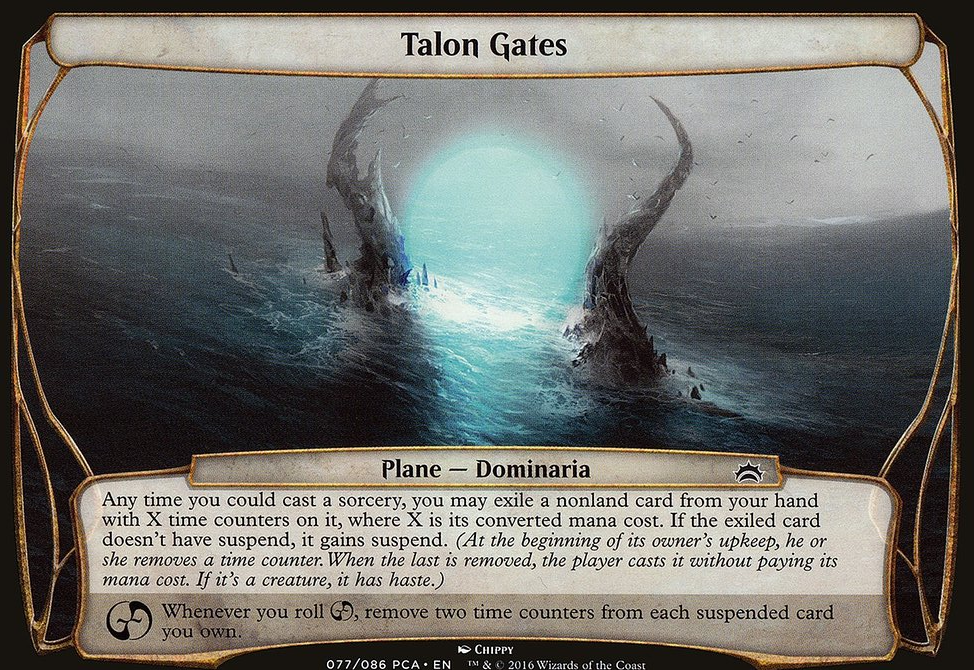 Talon Gates
Plane — Dominaria
Any time you could cast a sorcery, you may exile a nonland card from your hand
with X time counters on it, where X is its converted mana cost. If the exiled card
doesn't have suspend, it gains suspend. (At the beginning of its owner's upkeep, he or
she removes a time counter. When the last is removed, the player casts it without paying its
mana cost. If it's a creature, it has haste.)
Whenever you roll , remove two time counters from each suspended card
you own.
CHIPPY
077/086 PCA • EN ™ & © 2016 Wizards of the Coast